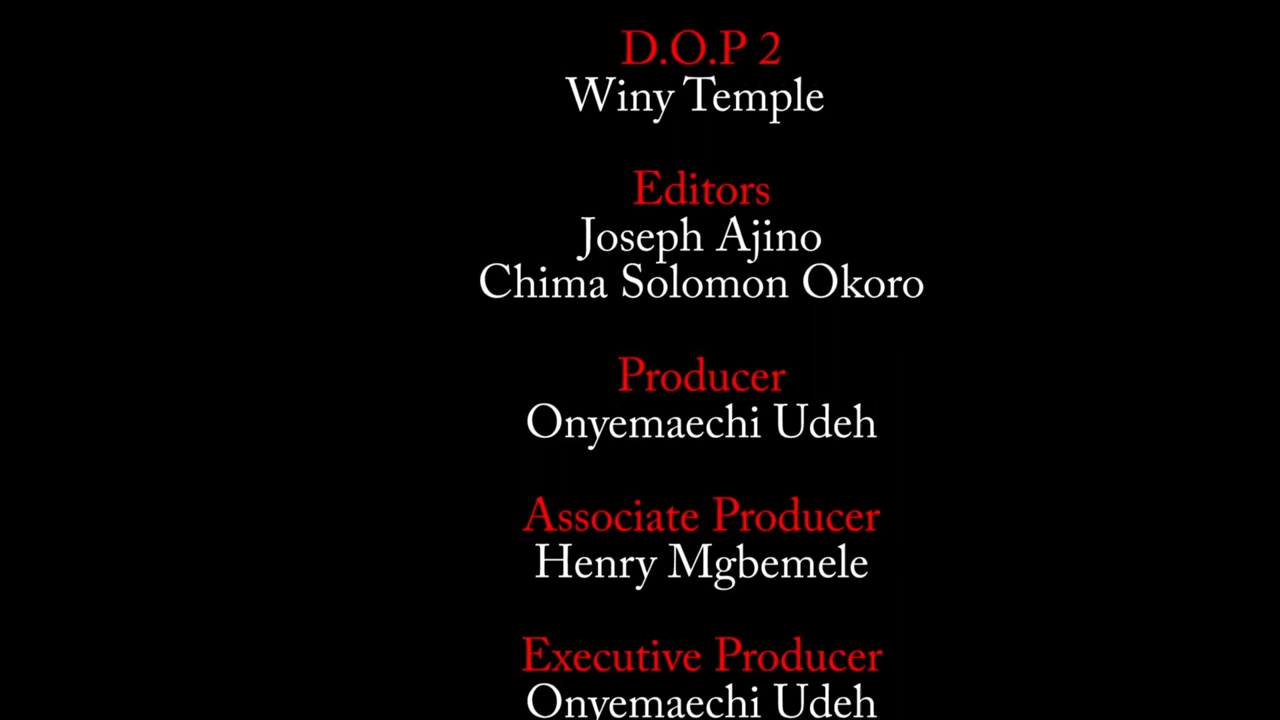 D.O.P 2
Winy Temple
Editors
Joseph Ajino
Chima Solomon Okoro
Producer
Onyemaechi Udeh
Associate Producer
Henry Mgbemele
Executive Producer
Onyemaechi Udeh